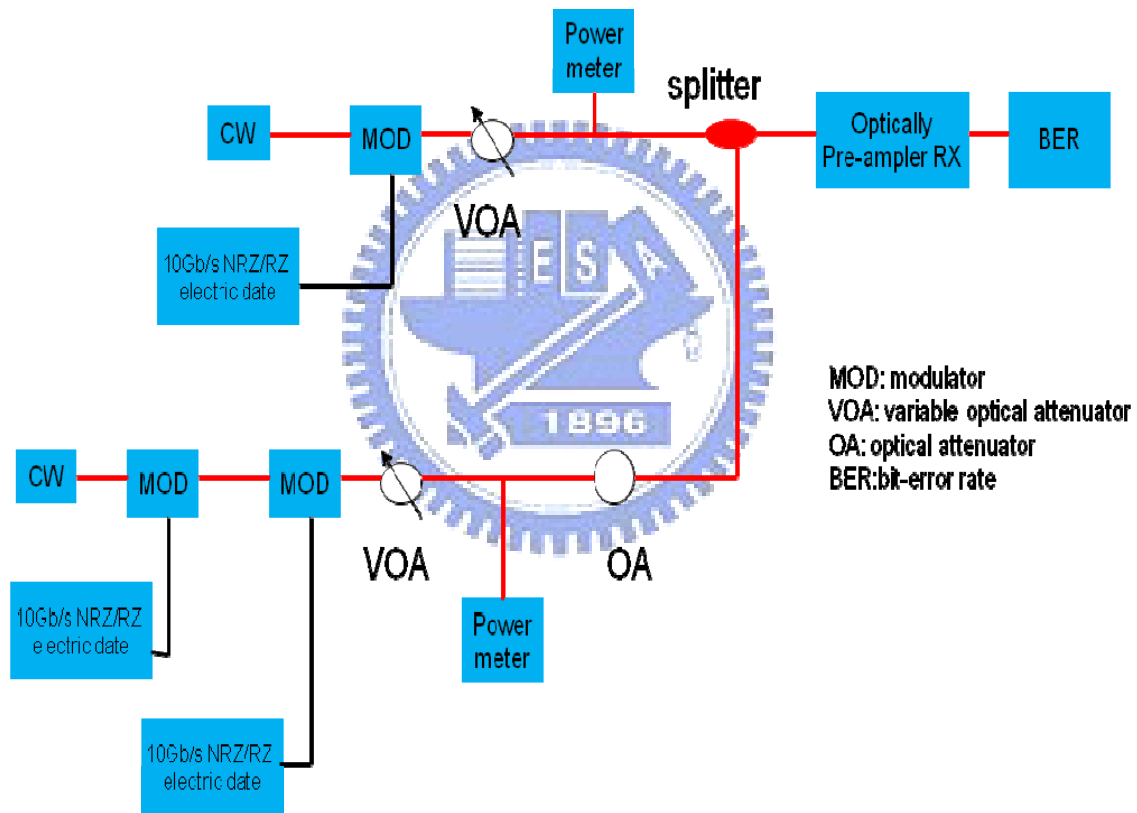 Power
meter
splitter
CW
MOD
Optically
Pre-ampler RX
BER
VOA
10Gb/s NRZ/RZ
electric date
E S A
1896
MOD: modulator
VOA: variable optical attenuator
OA: optical attenuator
BER:bit-error rate
CW
MOD
MOD
VOA
OA
10Gb/s NRZ/RZ
electric date
Power
meter
10Gb/s NRZ/RZ
electric date